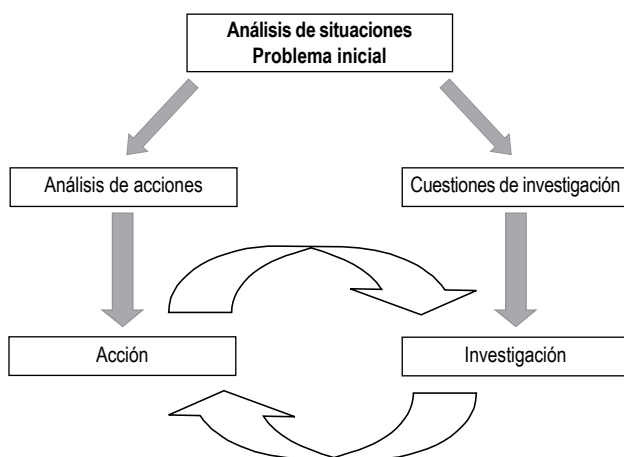 Análisis de situaciones
Problema inicial
Análisis de acciones
Cuestiones de investigación
Acción
Investigación